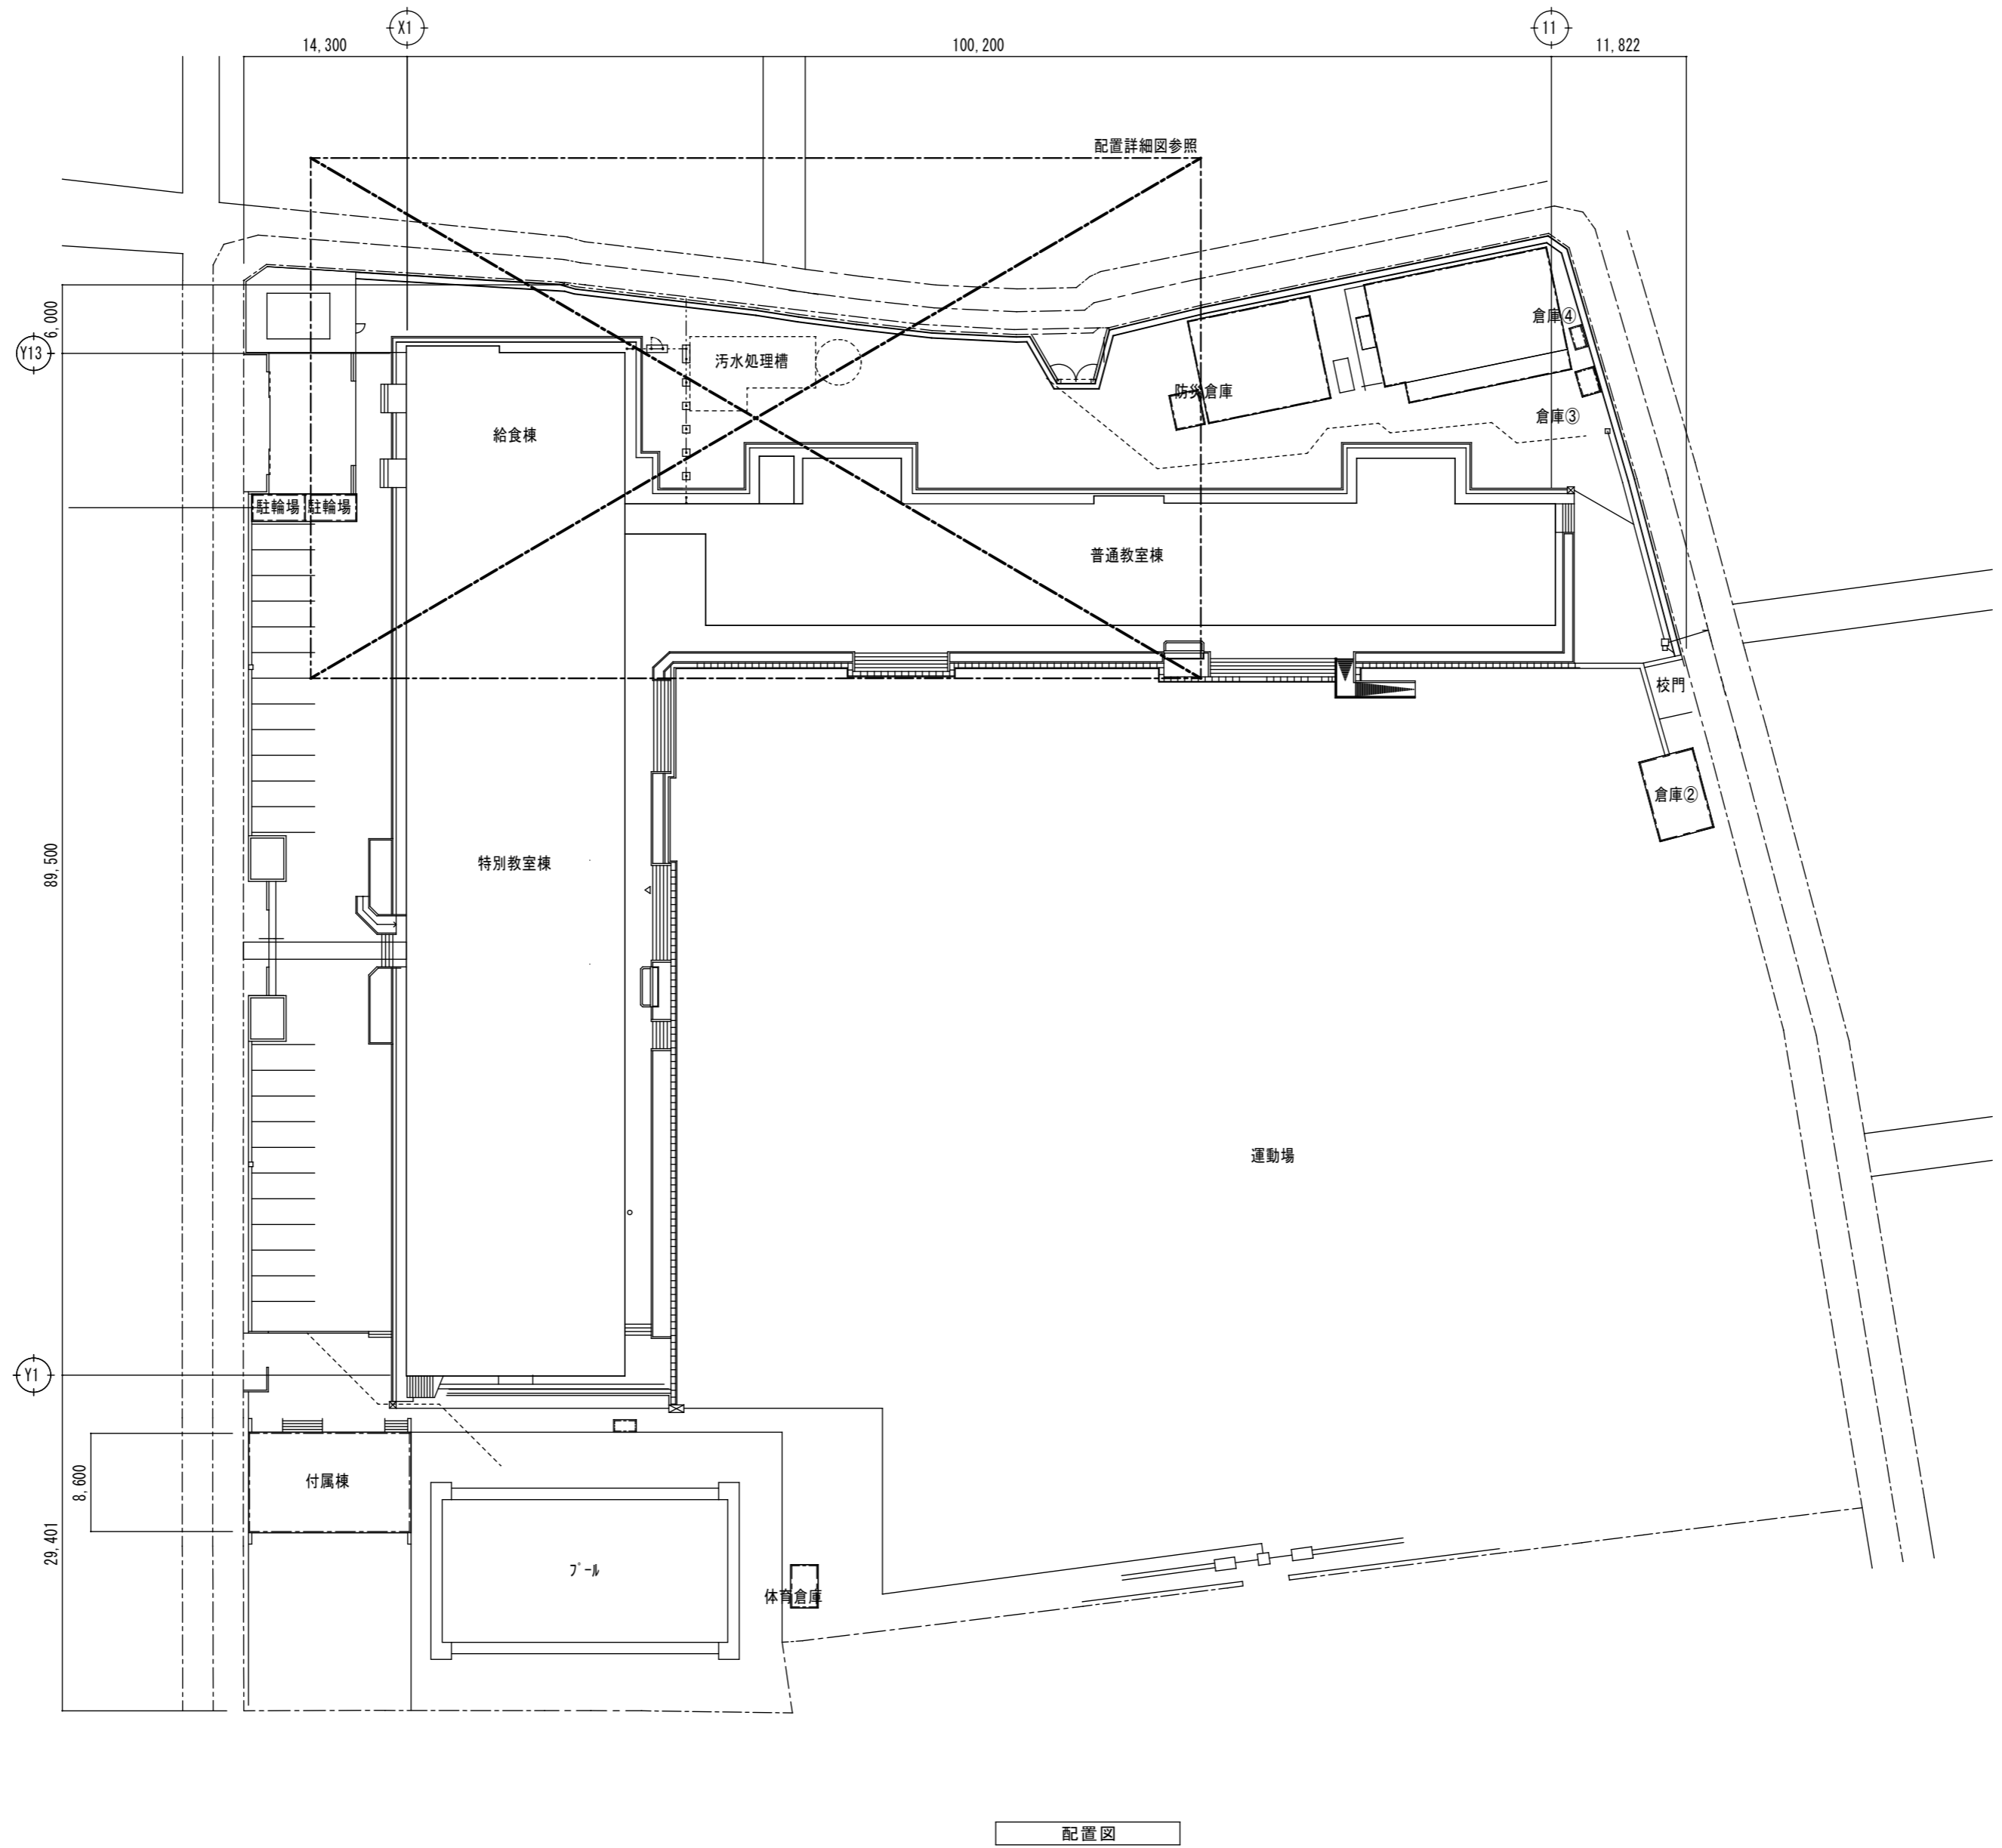 X1
11
14,300
100,200
11,822
配置詳細図参照
6,000
Y13
倉庫④
汚水処理槽
防災倉庫
倉庫③
給食棟
駐輪場
駐輪場
普通教室棟
校門
倉庫②
89,500
特別教室棟
運動場
Y1
8,600
付属棟
29,401
プール
体育倉庫
配置図